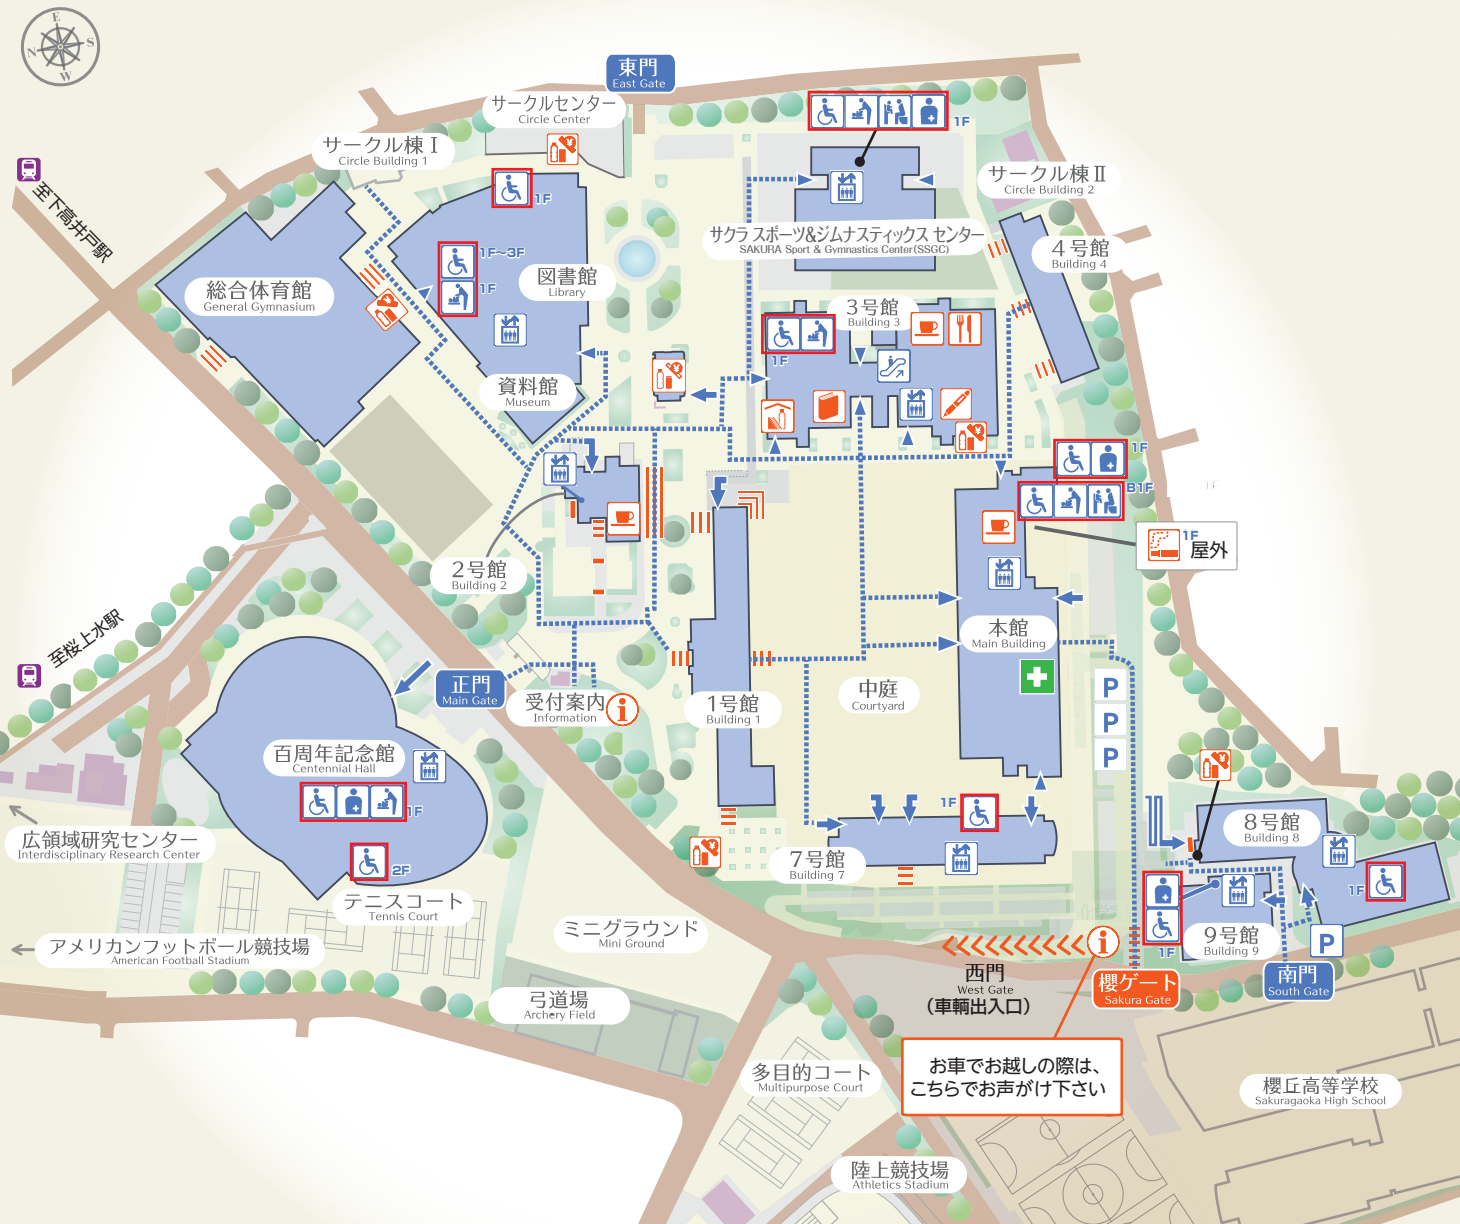 E
N
S
W
東門
East Gate
サークルセンター
Circle Center
サークル棟Ⅰ
Circle Building 1
至下高井戸駅
1F
1F
サークル棟Ⅱ
Circle Building 2
サクラ スポーツ&ジムナスティックス センター
SAKURA Sport & Gymnastics Center(SSGC)
4号館
Building 4
1F~3F
1F
図書館
Library
総合体育館
General Gymnasium
3号館
Building 3
1F
資料館
Museum
1F
B1F
1F
屋外
2号館
Building 2
本館
Main Building
至桜上水駅
正門
Main Gate
受付案内
Information
i
1号館
Building 1
中庭
Courtyard
P
P
P
百周年記念館
Centennial Hall
1F
2F
1F
広領域研究センター
Interdisciplinary Research Center
7号館
Building 7
8号館
Building 8
1F
テニスコート
Tennis Court
アメリカンフットボール競技場
American Football Stadium
ミニグラウンド
Mini Ground
9号館
Building 9
1F
P
i
西門
West Gate
(車輌出入口)
櫻ゲート
Sakura Gate
南門
South Gate
弓道場
Archery Field
お車でお越しの際は、
こちらでお声がけ下さい
多目的コート
Multipurpose Court
櫻丘高等学校
Sakuragaoka High School
陸上競技場
Athletics Stadium